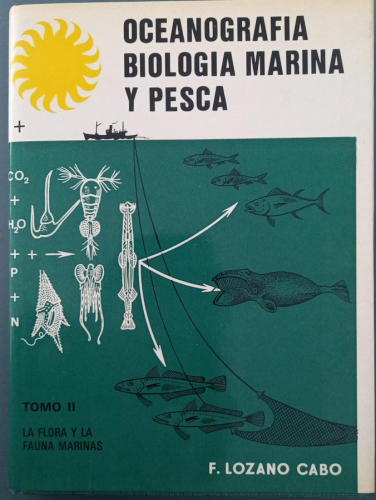 OCEANOGRAFIA
BIOLOGIA MARINA
Y PESCA
+
CO2
+
H2O
+ + →
P
+
N
TOMO II
LA FLORA Y LA
FAUNA MARINAS
F. LOZANO CABO